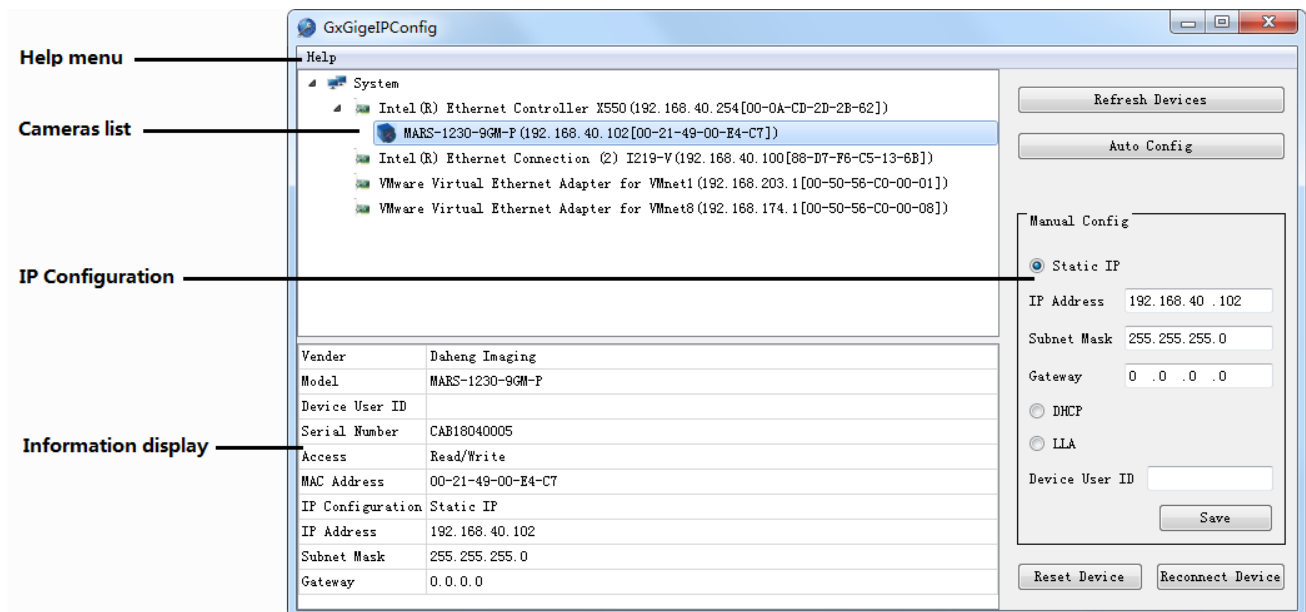 GxGigeIPConfig
Help menu
Help
System
Intel(R) Ethernet Controller X550(192.168.40.254[00-0A-CD-2D-2B-62])
Cameras list
MARS-1230-9GM-P(192.168.40.102[00-21-49-00-E4-C7])
Intel(R) Ethernet Connection (2) I219-V(192.168.40.100[88-D7-F6-C5-13-6B])
VMware Virtual Ethernet Adapter for VMnet1(192.168.203.1[00-50-56-C0-00-01])
VMware Virtual Ethernet Adapter for VMnet8(192.168.174.1[00-50-56-C0-00-08])
Refresh Devices
Auto Config
Manual Config
IP Configuration
Static IP
IP Address 192.168.40 .102
Subnet Mask 255.255.255.0
Gateway 0 .0 .0 .0
DHCP
LLA
Device User ID
Save
Reset Device Reconnect Device
Information display
Vender Daheng Imaging
Model MARS-1230-9GM-P
Device User ID
Serial Number CAB18040005
Access Read/Write
MAC Address 00-21-49-00-E4-C7
IP Configuration Static IP
IP Address 192.168.40.102
Subnet Mask 255.255.255.0
Gateway 0.0.0.0